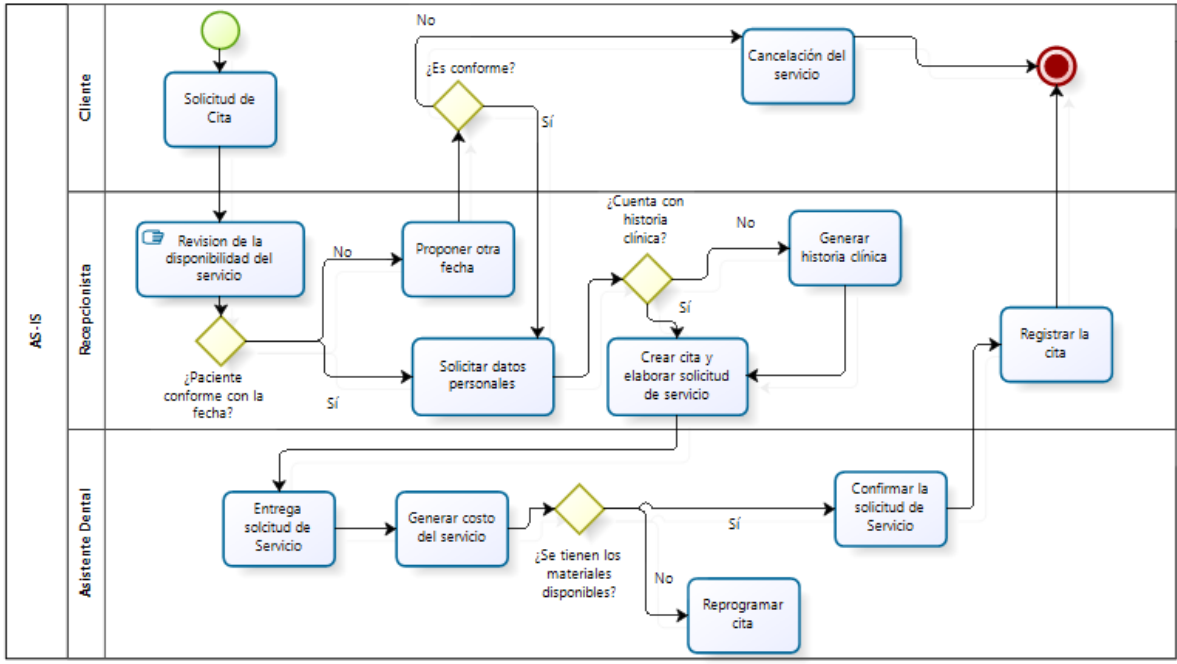 AS-IS
Cliente
Solicitud de
Cita
¿Es conforme?
No
Sí
Cancelación del
servicio
Recepcionista
Revision de la
disponibilidad del
servicio
¿Paciente
conforme con la
fecha?
No
Sí
Proponer otra
fecha
Solicitar datos
personales
¿Cuenta con
historia
clínica?
No
Sí
Generar
historia clínica
Crear cita y
elaborar solicitud
de servicio
Registrar la
cita
Asistente Dental
Entrega
solcitud de
Servicio
Generar costo
del servicio
¿Se tienen los
materiales
disponibles?
Sí
No
Confirmar la
solicitud de
Servicio
Reprogramar
cita